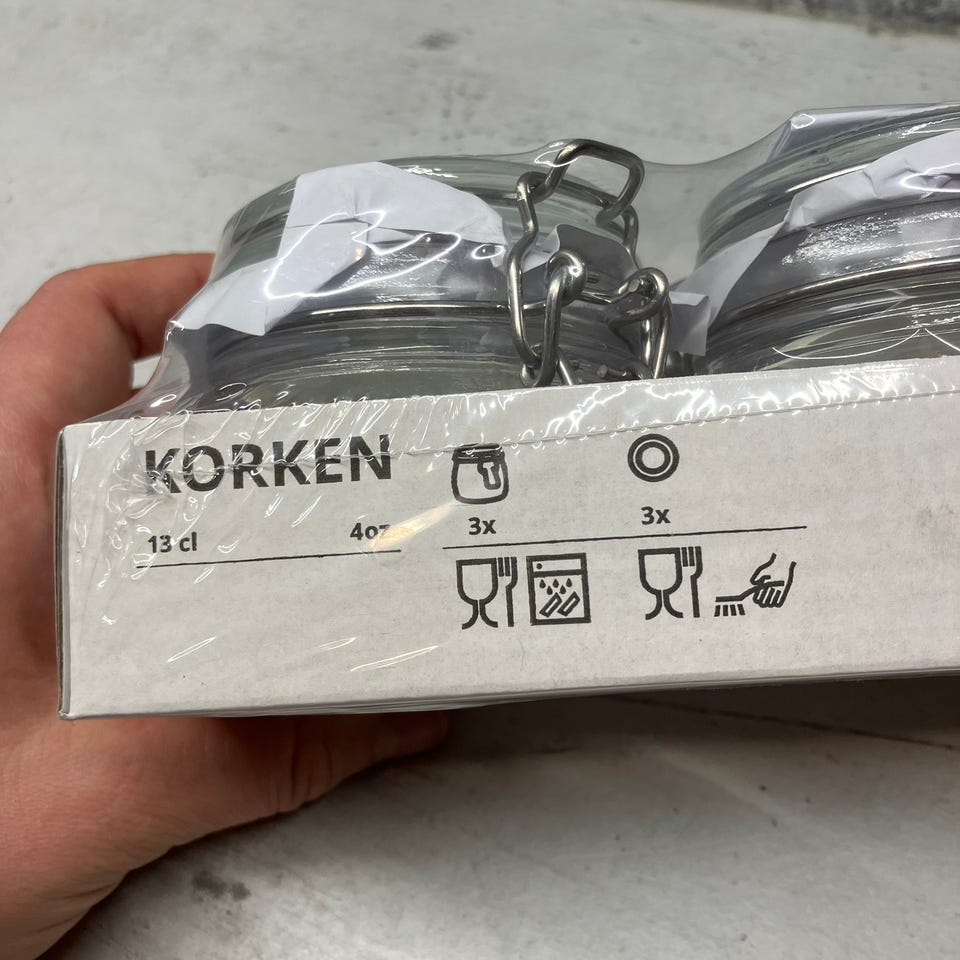 KORKEN
13 cl 4oz
3x 3x